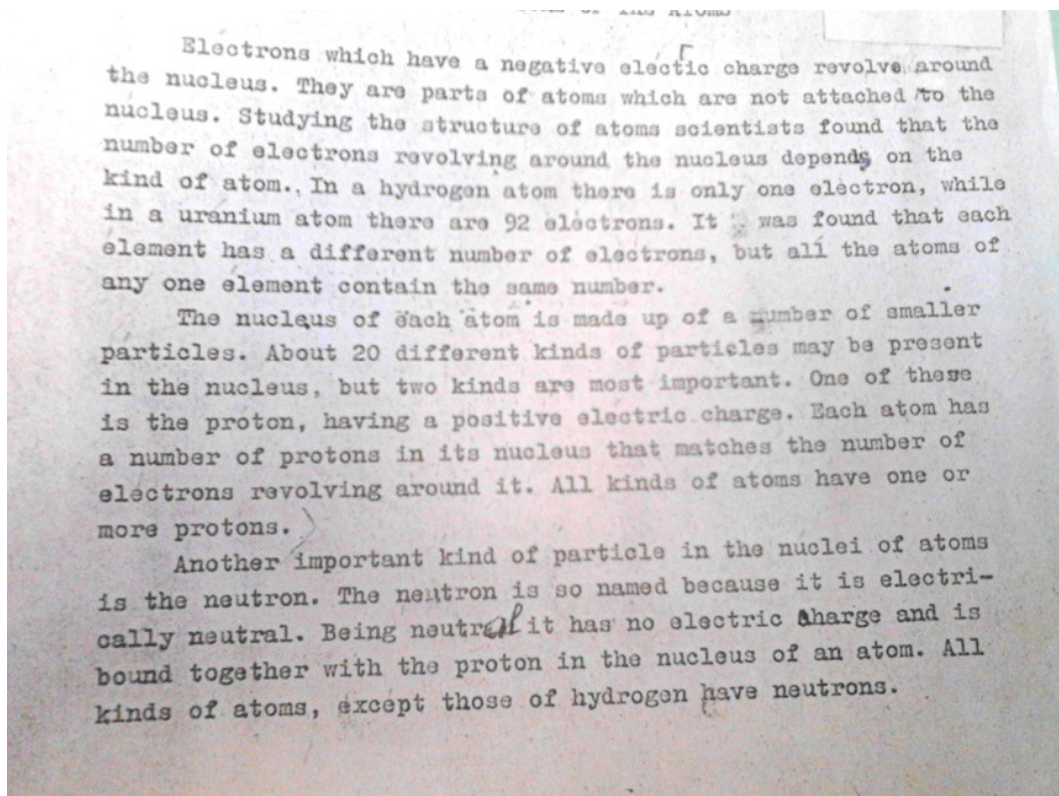 OF THE ATOMS
Electrons which have a negative electric charge revolve around
the nucleus. They are parts of atoms which are not attached to the
nucleus. Studying the structure of atoms scientists found that the
number of electrons revolving around the nucleus depends on the
kind of atom. In a hydrogen atom there is only one electron, while
in a uranium atom there are 92 electrons. It was found that each
element has a different number of electrons, but all the atoms of
any one element contain the same number.
The nucleus of each atom is made up of a number of smaller
particles. About 20 different kinds of particles may be present
in the nucleus, but two kinds are most important. One of these
is the proton, having a positive electric charge. Each atom has
a number of protons in its nucleus that matches the number of
electrons revolving around it. All kinds of atoms have one or
more protons.
Another important kind of particle in the nuclei of atoms
is the neutron. The neutron is so named because it is electri-
cally neutral. Being neutral it has no electric charge and is
bound together with the proton in the nucleus of an atom. All
kinds of atoms, except those of hydrogen have neutrons.